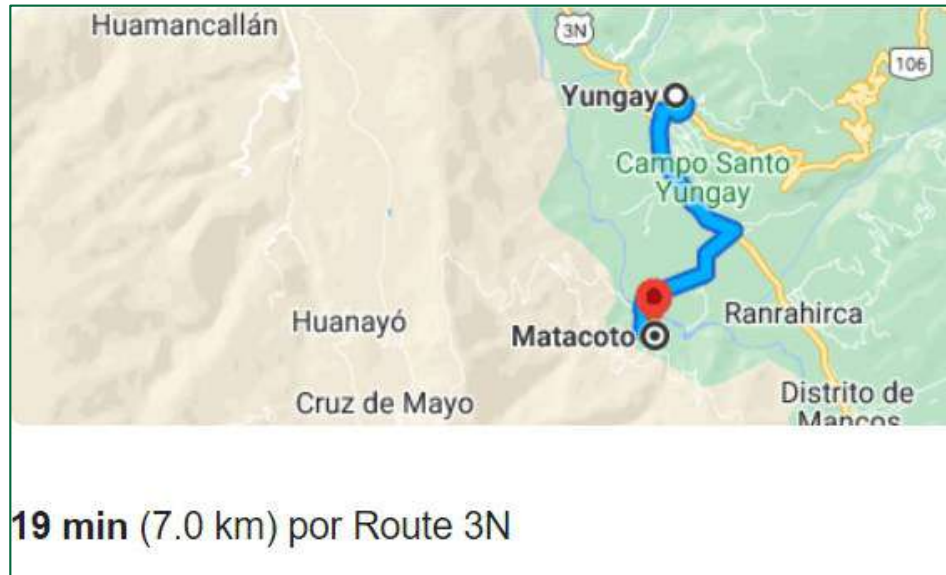 Huamancallán
3N
106
Yungay
Campo Santo
Yungay
Ranrahirca
Huanayó
Matacoto
Cruz de Mayo
Distrito de
Mancos
19 min (7.0 km) por Route 3N